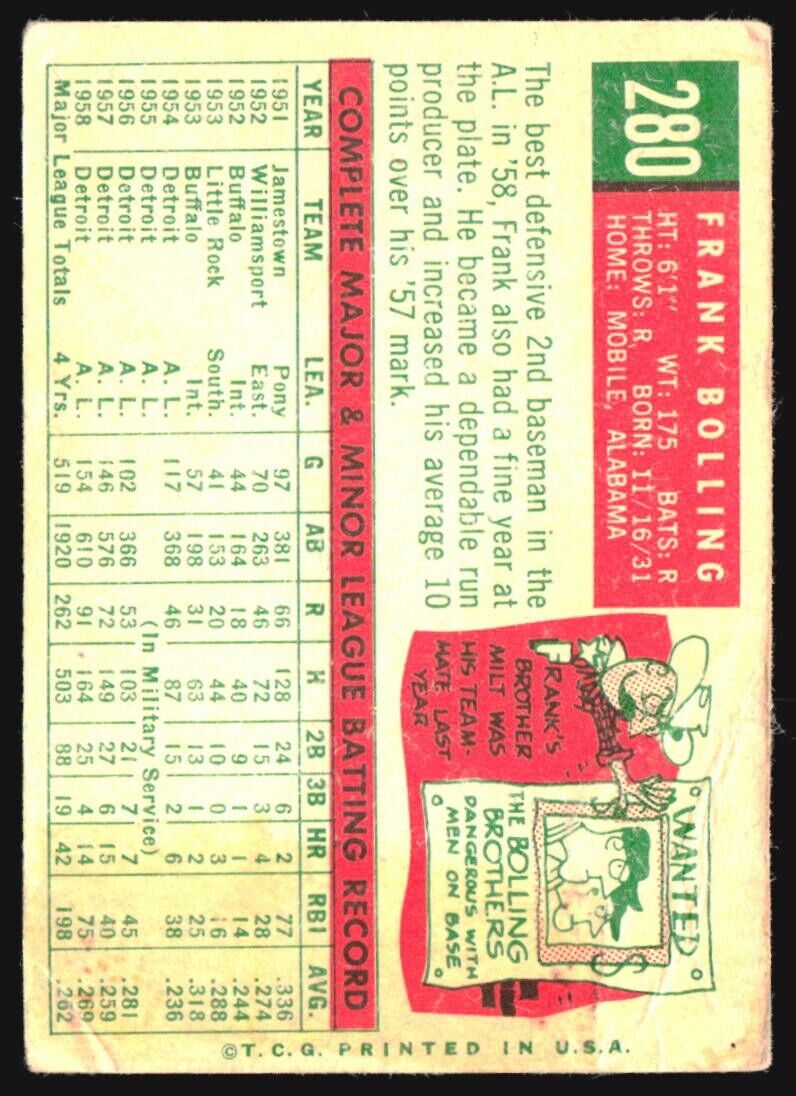 280
FRANK BOLLING
HT: 6'1" WT: 175 BATS: R
THROWS: R BORN: 11/16/31
HOME: MOBILE, ALABAMA
The best defensive 2nd baseman in the
A.L. in '58, Frank also had a fine year at
the plate. He became a dependable run
producer and increased his average 10
points over his '57 mark.
FRANK'S
BROTHER
MILT WAS
HIS TEAM-
MATE LAST
YEAR
WANTED
THE BOLLING
BROTHERS
DANGEROUS WITH
MEN ON BASE
COMPLETE MAJOR & MINOR LEAGUE BATTING RECORD
YEAR TEAM LEA. G AB R H 2B 3B HR RBI AVG.
1951 Jamestown Pony 97 381 66 128 24 6 2 77 .336
1952 Williamsport East. 70 263 46 72 15 3 4 28 .274
1952 Buffalo Int. 44 164 18 40 9 1 1 14 .244
1953 Little Rock South. 41 153 20 44 10 0 3 16 .288
1953 Buffalo Int. 57 198 31 63 13 1 2 25 .318
1954 Detroit A. L. 117 368 46 87 15 2 6 38 .236
1955 Detroit A. L. (In Military Service)
1956 Detroit A. L. 102 366 53 103 21 7 7 45 .281
1957 Detroit A. L. 146 576 72 149 27 6 15 40 .259
1958 Detroit A. L. 154 610 91 164 25 4 14 75 .269
Major League Totals 4 Yrs. 519 1920 262 503 88 19 42 198 .262
©T.C.G. PRINTED IN U.S.A.